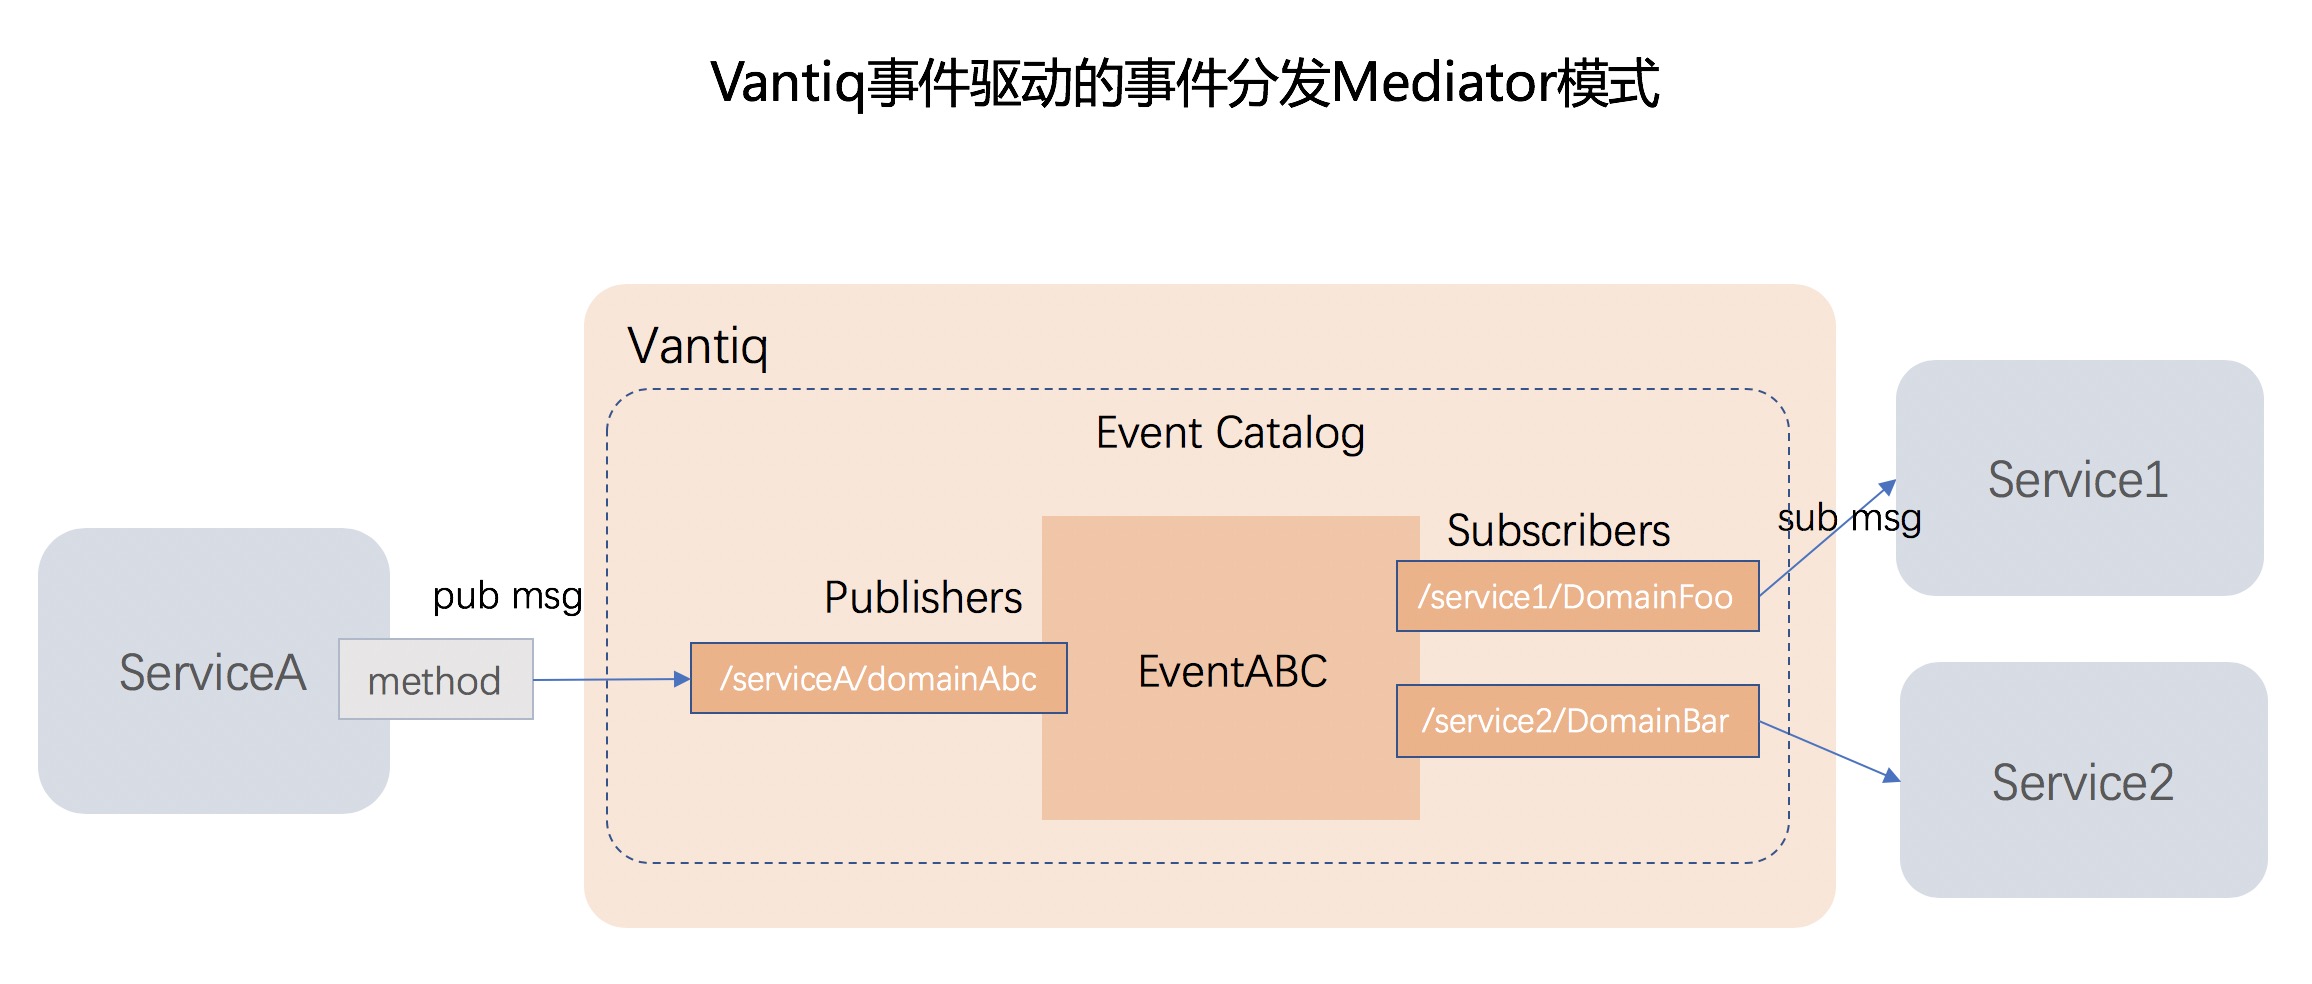 Vantiq事件驱动的事件分发Mediator模式
Vantiq
Event Catalog
ServiceA
method
pub msg
Publishers
/serviceA/domainAbc
EventABC
Subscribers
/service1/DomainFoo
/service2/DomainBar
sub msg
Service1
Service2